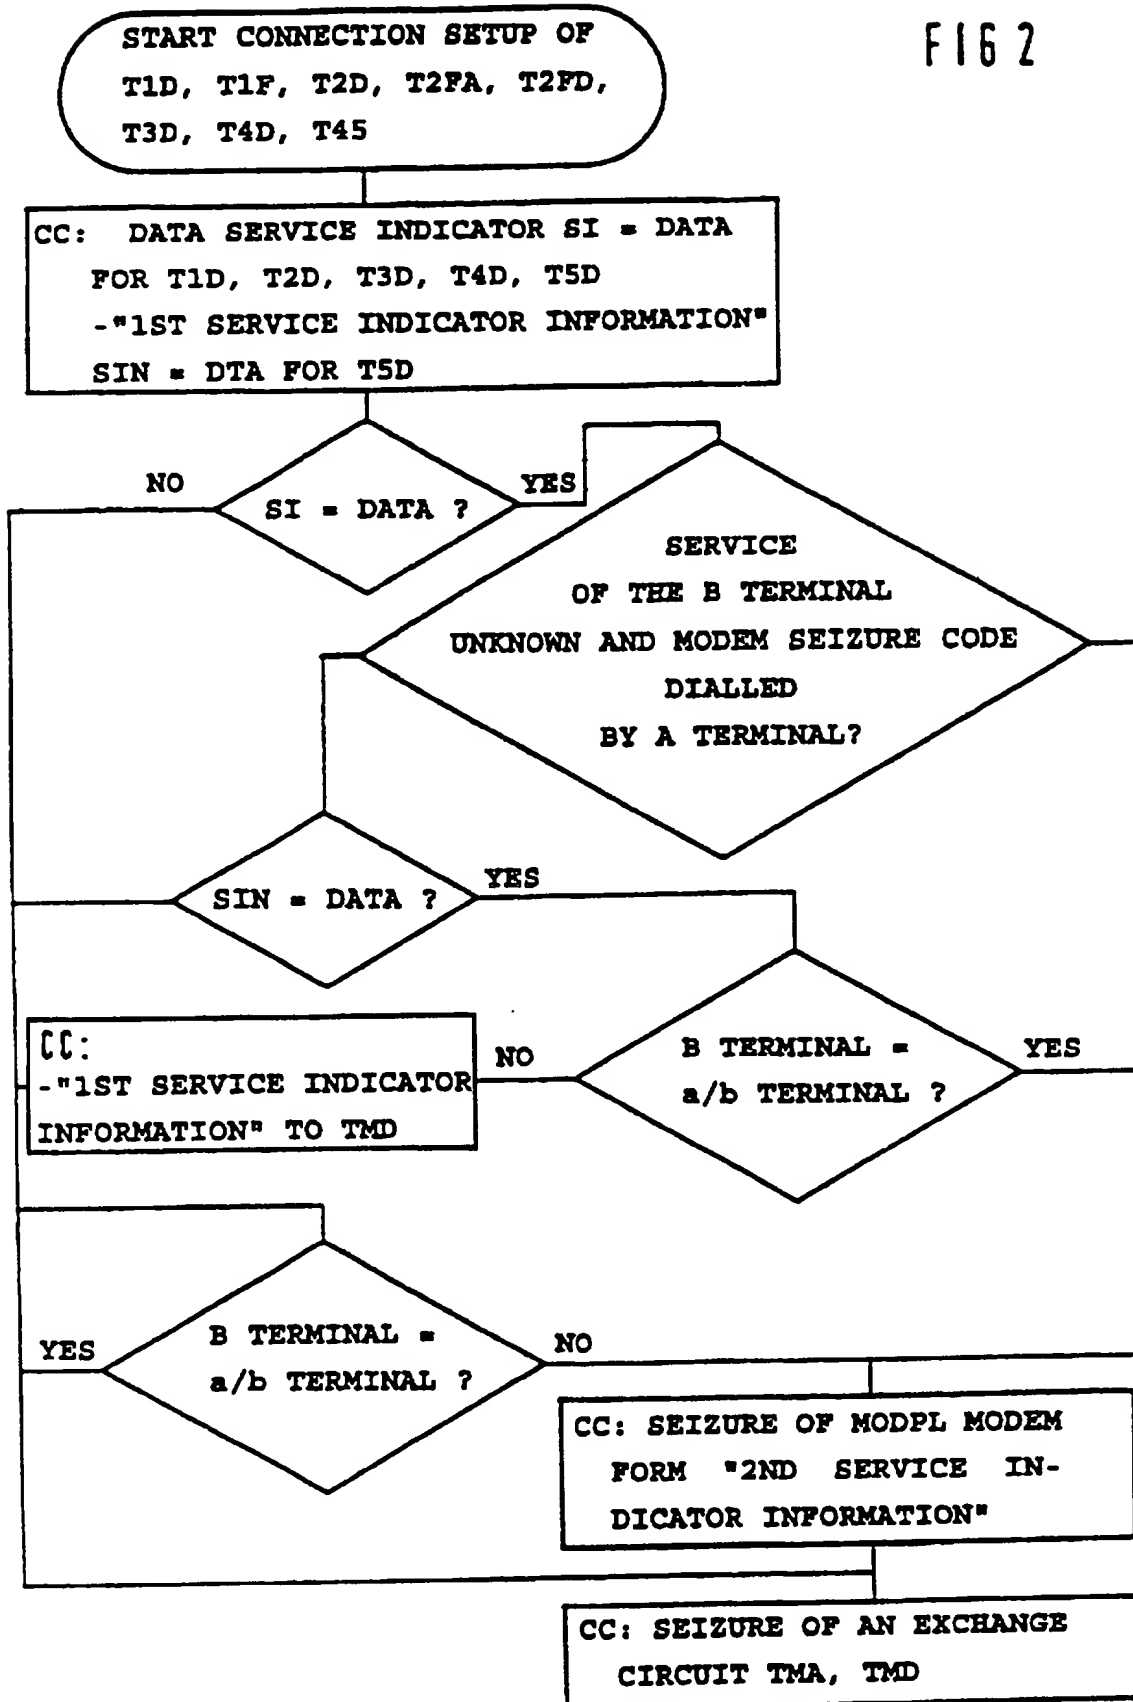 FIG 2
START CONNECTION SETUP OF
T1D, T1F, T2D, T2FA, T2FD,
T3D, T4D, T45
CC: DATA SERVICE INDICATOR SI = DATA
FOR T1D, T2D, T3D, T4D, T5D
-"1ST SERVICE INDICATOR INFORMATION"
SIN = DTA FOR T5D
NO
SI = DATA ?
YES
SERVICE
OF THE B TERMINAL
UNKNOWN AND MODEM SEIZURE CODE
DIALLED
BY A TERMINAL?
SIN = DATA ?
YES
CC:
-"1ST SERVICE INDICATOR
INFORMATION" TO TMD
NO
B TERMINAL =
a/b TERMINAL ?
YES
YES
B TERMINAL =
a/b TERMINAL ?
NO
CC: SEIZURE OF MODPL MODEM
FORM "2ND SERVICE IN-
DICATOR INFORMATION"
CC: SEIZURE OF AN EXCHANGE
CIRCUIT TMA, TMD